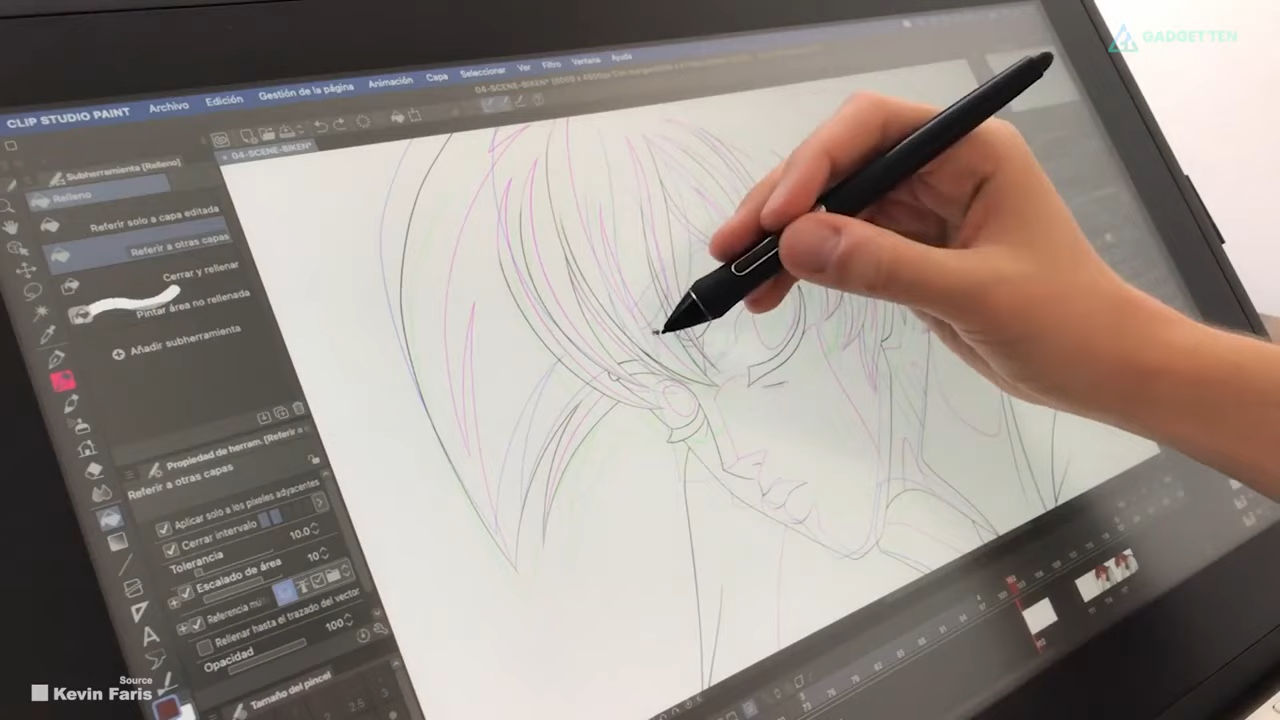 GADGET TEN
CLIP STUDIO PAINT Archivo Edición Gestión de la página Animación Capa Seleccionar Ver Filtro Ventana Ayuda
04-SCENE-BIKEN*
Subherramienta [Relleno]
Relleno
Referir solo a capa editada
Referir a otras capas
Cerrar y rellenar
Pintar área no rellenada
Añadir subherramienta
Propiedad de herram. [Referir a
Referir a otras capas
Aplicar solo a los píxeles adyacentes
Cerrar intervalo
Tolerancia 10.0
Escalado de área 10
Referencia
Rellenar hasta el trazado del vector
Opacidad 100
Tamaño del pincel
Source
Kevin Faris